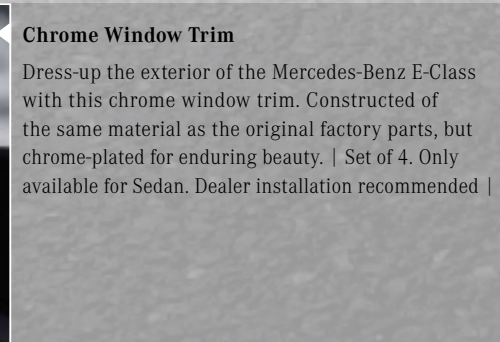 Chrome Window Trim
Dress-up the exterior of the Mercedes-Benz E-Class
with this chrome window trim. Constructed of
the same material as the original factory parts, but
chrome-plated for enduring beauty. | Set of 4. Only
available for Sedan. Dealer installation recommended |